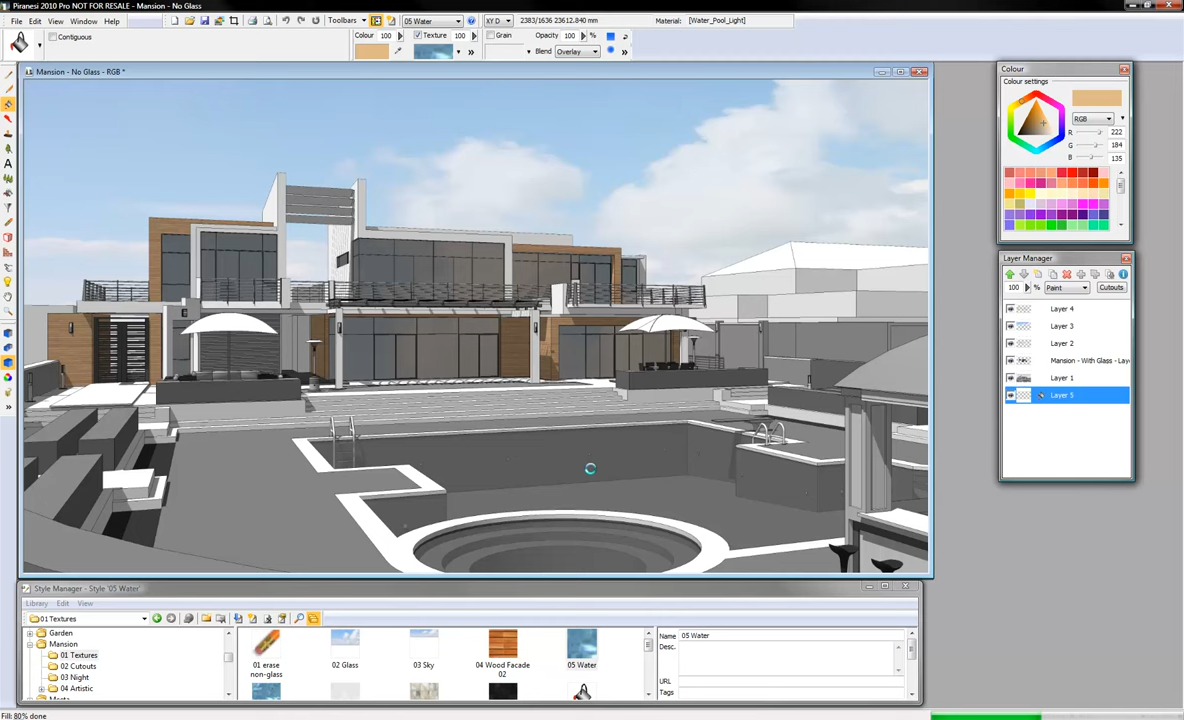 Piranesi 2010 Pro NOT FOR RESALE - Mansion - No Glass
File Edit View Window Help Toolbars 05 Water XY D 2383/1636 23612.840 mm Material: [Water_Pool_Light]
Contiguous Colour 100 Texture 100 Grain Opacity 100 %
Blend Overlay
Mansion - No Glass - RGB *
Colour
Colour settings
RGB
R 222
G 184
B 135
Layer Manager
100 % Paint Cutouts
Layer 4
Layer 3
Layer 2
Mansion - With Glass - Lay
Layer 1
Layer 5
Style Manager - Style '05 Water'
Library Edit View
01 Textures
Garden
Mansion
01 Textures
02 Cutouts
03 Night
04 Artistic
01 erase non-glass
02 Glass
03 Sky
04 Wood Facade 02
05 Water
Name 05 Water
Desc.
URL
Tags
Fill: 80% done